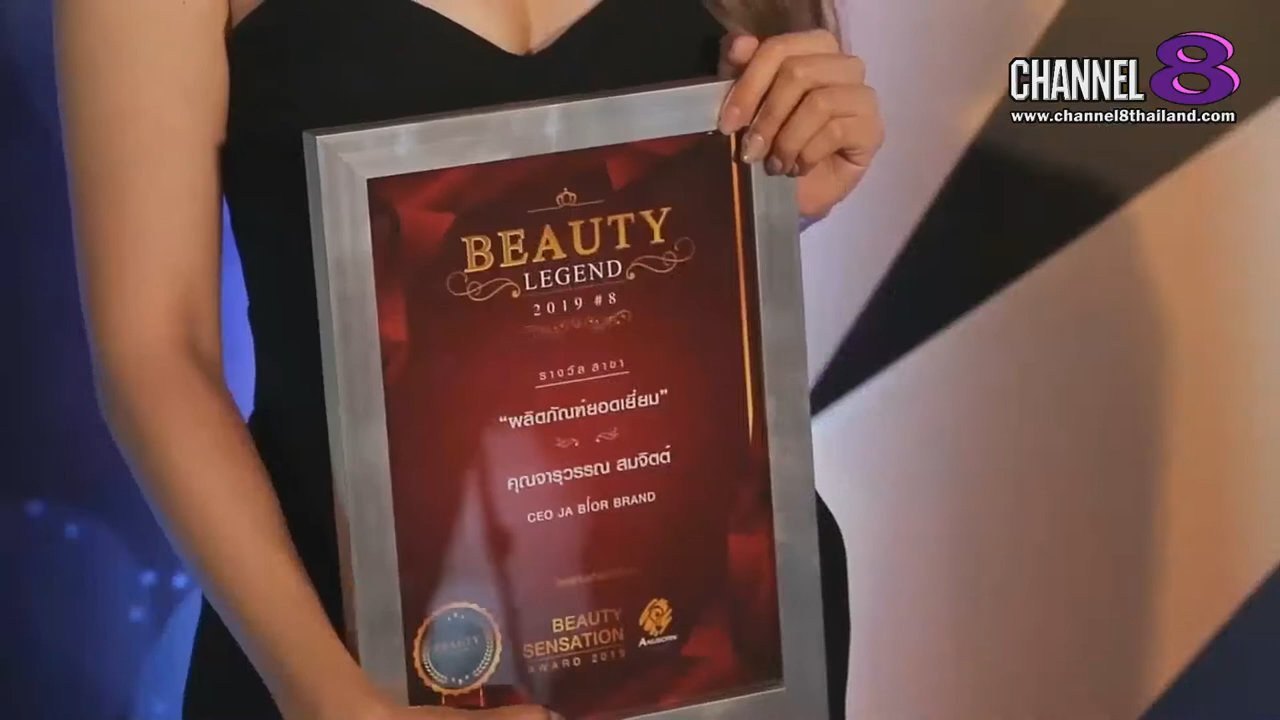 CHANNEL 8
www.channel8thailand.com
BEAUTY
LEGEND
2019 #8
รางวัล สาขา
“ผลิตภัณฑ์ยอดเยี่ยม”
คุณจารุวรรณ สมจิตต์
CEO JA BIOR BRAND
BEAUTY
BEAUTY
SENSATION
AWARD 2019
ANUSORN